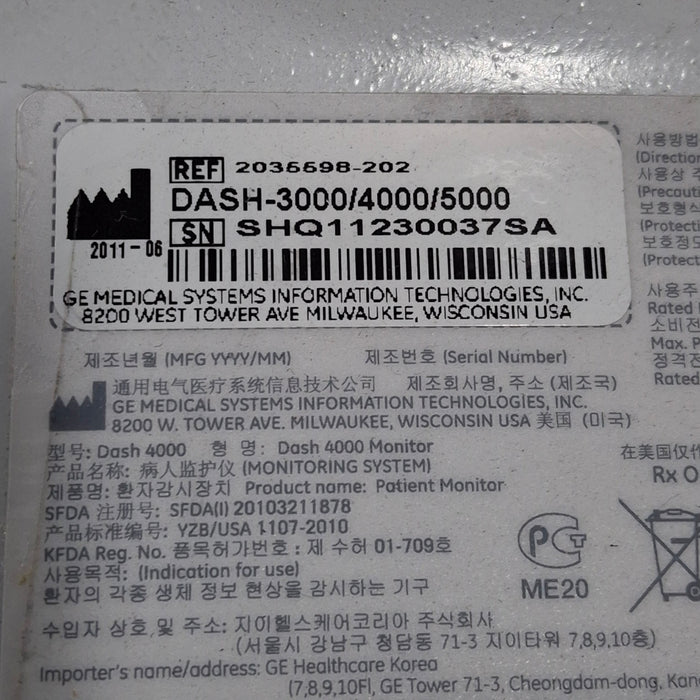 REF 2035598-202
DASH-3000/4000/5000
2011-06 SN SHQ11230037SA
GE MEDICAL SYSTEMS INFORMATION TECHNOLOGIES, INC.
8200 WEST TOWER AVE MILWAUKEE, WISCONSIN USA
제조년월 (MFG YYYY/MM) 제조번호 (Serial Number)
通用电气医疗系统信息技术公司 제조회사명, 주소 (제조국)
GE MEDICAL SYSTEMS INFORMATION TECHNOLOGIES, INC.
8200 W. TOWER AVE. MILWAUKEE, WISCONSIN USA 美国 (미국)
型号: Dash 4000 형 명: Dash 4000 Monitor
产品名称: 病人监护仪 (MONITORING SYSTEM)
제품명: 환자감시장치 Product name: Patient Monitor
SFDA 注册号: SFDA(I) 20103211878
产品标准编号: YZB/USA 1107-2010
KFDA Reg. No. 품목허가번호: 제 수허 01-709호
사용목적: (Indication for use)
환자의 각종 생체 정보 현상을 감시하는 기구
수입자 상호 및 주소: 지이헬스케어코리아 주식회사
(서울시 강남구 청담동 71-3 지이타워 7,8,9,10층)
Importer's name/address: GE Healthcare Korea
(7,8,9,10Fl, GE Tower 71-3, Cheongdam-dong,
사용방법
(Direction
사용상
(Precaut
보호형식
(Protecti
보호정도
(Protect
사용주
Rated
소비전
Max. P
정격전
Rated
在美国仅作
Rx O
PCT
ME20